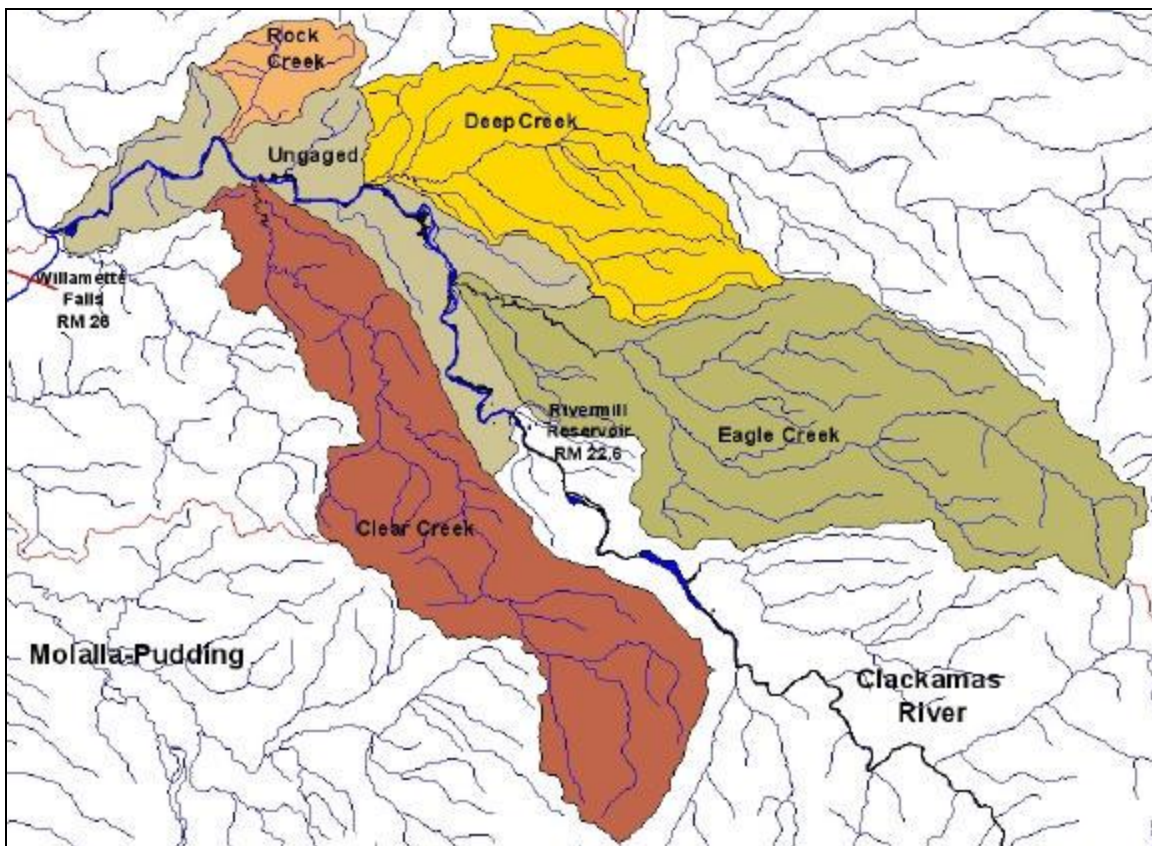 Rock
Creek
Deep Creek
Ungaged
Willamette
Falls
RM 26
Rivermill
Reservoir
RM 22.6
Eagle Creek
Clear Creek
Molalla-Pudding
Clackamas
River